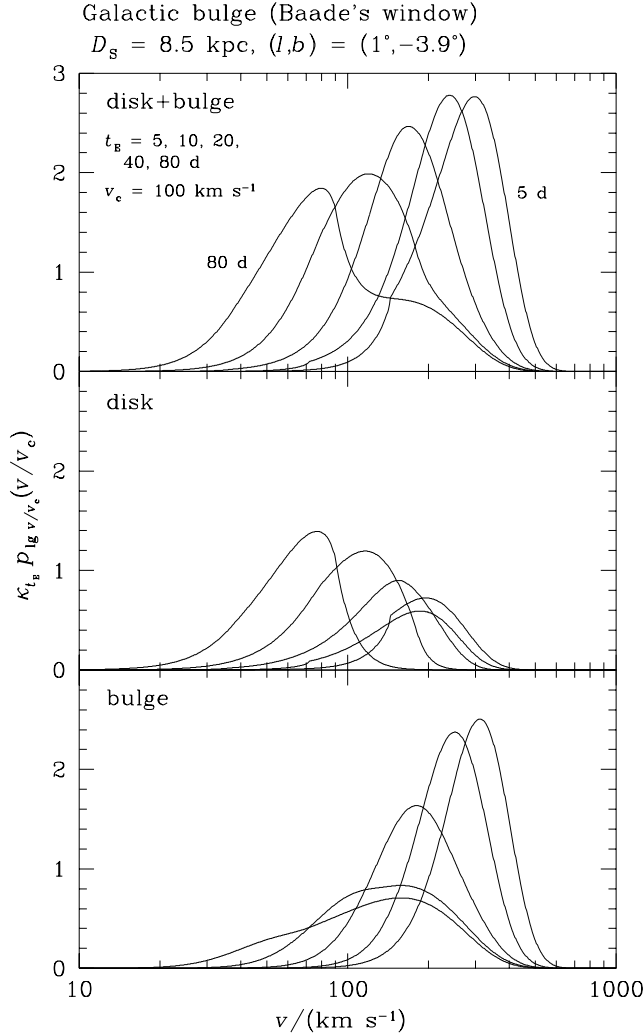 Galactic bulge (Baade's window)
D_S = 8.5 kpc, (l,b) = (1°,−3.9°)
3
disk+bulge
t_E = 5, 10, 20,
40, 80 d
v_c = 100 km s⁻¹
2
5 d
80 d
1
0
disk
2
1
0
κ_{t_E} p_{lg v/v_c}(v/v_c)
bulge
2
1
0
10
100
1000
v/(km s⁻¹)